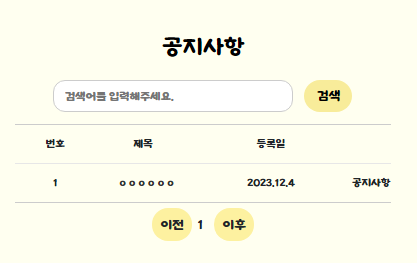 공지사항
검색어를 입력해주세요. 검색
번호 제목 등록일
1 ㅇㅇㅇㅇㅇㅇ 2023.12.4 공지사항
이전 1 이후